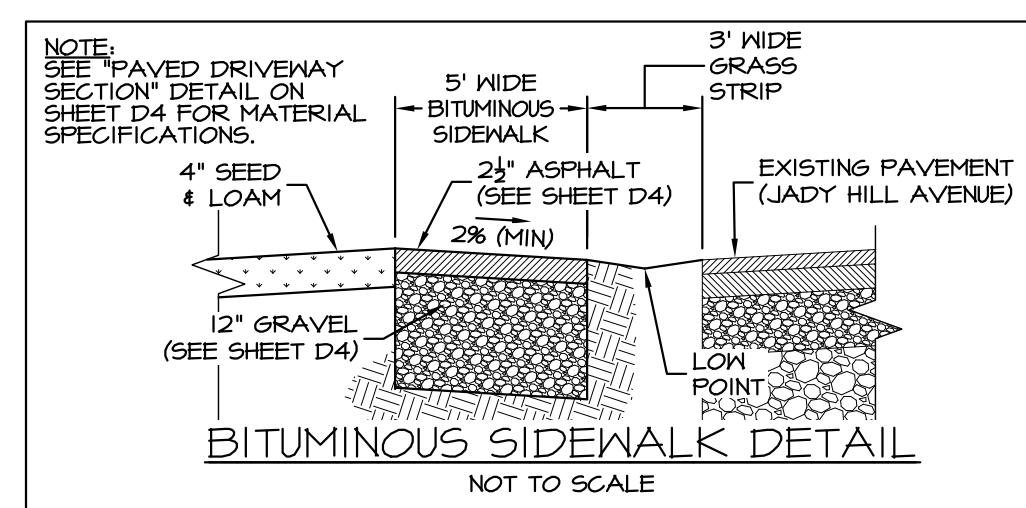 NOTE:
SEE "PAVED DRIVEWAY
SECTION" DETAIL ON
SHEET D4 FOR MATERIAL
SPECIFICATIONS.
5' WIDE
BITUMINOUS
SIDEWALK
3' WIDE
GRASS
STRIP
4" SEED
& LOAM
2½" ASPHALT
(SEE SHEET D4)
2% (MIN)
EXISTING PAVEMENT
(JADY HILL AVENUE)
12" GRAVEL
(SEE SHEET D4)
LOW
POINT
BITUMINOUS SIDEWALK DETAIL
NOT TO SCALE